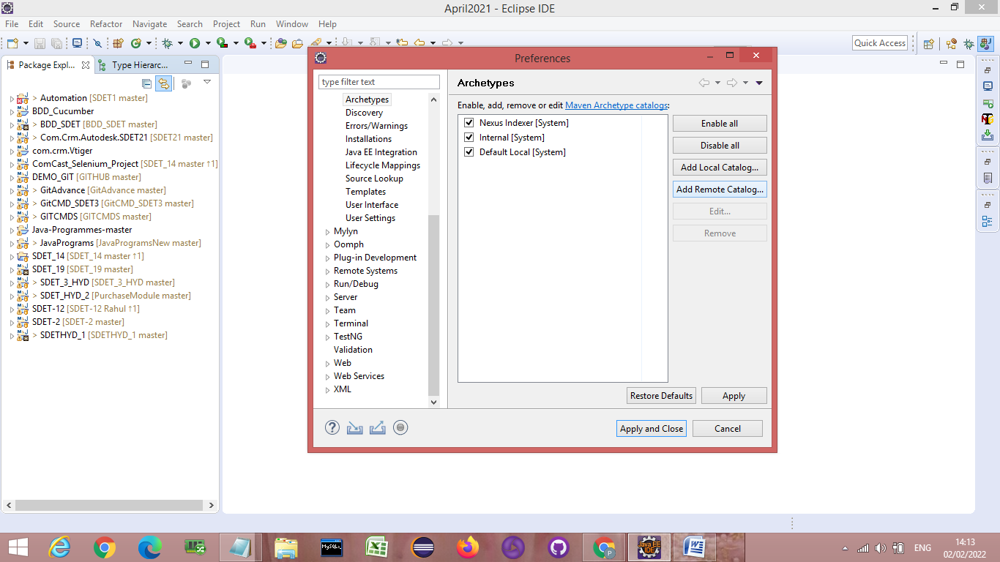 April2021 - Eclipse IDE
File Edit Source Refactor Navigate Search Project Run Window Help
Quick Access
Package Expl... Type Hierarc...
> Automation [SDET1 master]
BDD_Cucumber
> BDD_SDET [BDD_SDET master]
> Com.Crm.Autodesk.SDET21 [SDET21 master]
com.crm.Vtiger
ComCast_Selenium_Project [SDET_14 master ↑1]
DEMO_GIT [GITHUB master]
> GitAdvance [GitAdvance master]
> GitCMD_SDET3 [GitCMD_SDET3 master]
> GITCMDS [GITCMDS master]
Java-Programmes-master
> JavaPrograms [JavaProgramsNew master]
SDET_14 [SDET_14 master ↑1]
SDET_19 [SDET_19 master]
> SDET_3_HYD [SDET_3_HYD master]
> SDET_HYD_2 [PurchaseModule master]
SDET-12 [SDET-12 Rahul ↑1]
SDET-2 [SDET-2 master]
> SDETHYD_1 [SDETHYD_1 master]
Preferences
type filter text
Archetypes
Discovery
Errors/Warnings
Installations
Java EE Integration
Lifecycle Mappings
Source Lookup
Templates
User Interface
User Settings
Mylyn
Oomph
Plug-in Development
Remote Systems
Run/Debug
Server
Team
Terminal
TestNG
Validation
Web
Web Services
XML
Archetypes
Enable, add, remove or edit Maven Archetype catalogs:
Nexus Indexer [System]
Internal [System]
Default Local [System]
Enable all
Disable all
Add Local Catalog...
Add Remote Catalog...
Edit...
Remove
Restore Defaults Apply
Apply and Close Cancel
MySQL
P
Java EE
IDE
ENG
14:13
02/02/2022